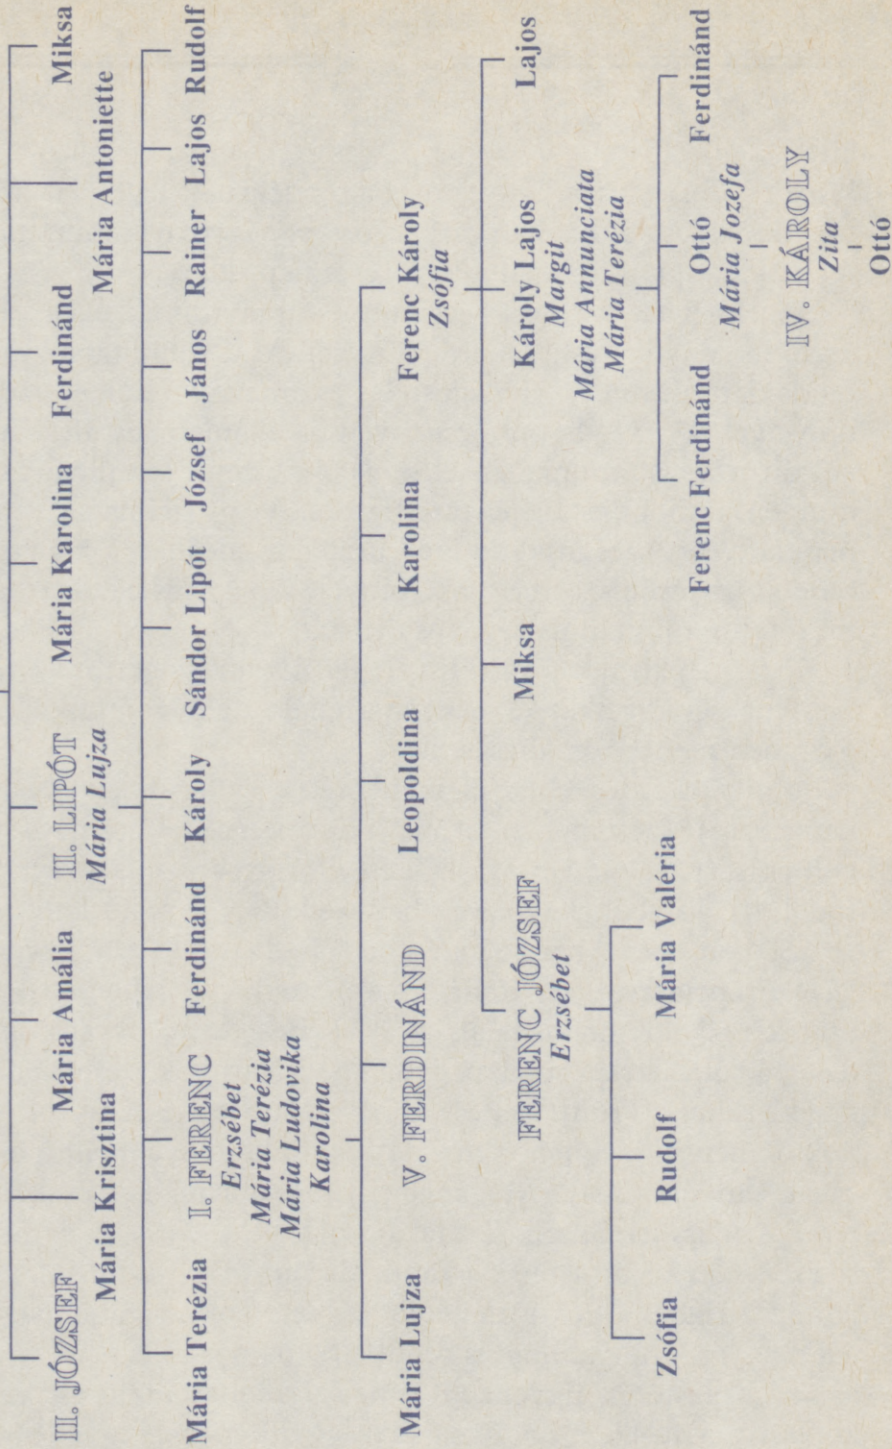 II. JÓZSEF Mária Amália II. LIPÓT Mária Karolina Ferdinánd Miksa
Mária Lujza
Mária Krisztina Mária Antoniette
Mária Terézia I. FERENC Ferdinánd Károly Sándor Lipót József János Rainer Lajos Rudolf
Erzsébet
Mária Terézia
Mária Ludovika
Karolina
Mária Lujza V. FERDINÁND Leopoldina Karolina Ferenc Károly
Zsófia
FERENC JÓZSEF Miksa Károly Lajos Lajos
Erzsébet Margit
Mária Annunciata
Mária Terézia
Zsófia Rudolf Mária Valéria Ferenc Ferdinánd Ottó Ferdinánd
Mária Jozefa
IV. KÁROLY
Zita
Ottó